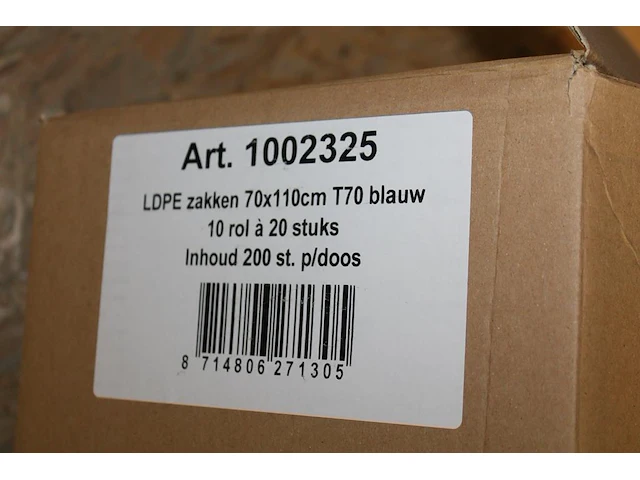 Art. 1002325
LDPE zakken 70x110cm T70 blauw
10 rol à 20 stuks
Inhoud 200 st. p/doos
8 714806 271305